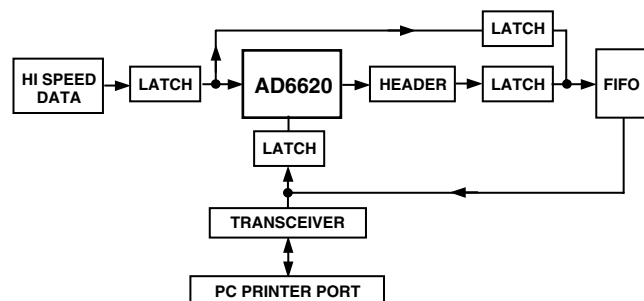 LATCH
HI SPEED
DATA
LATCH
AD6620
HEADER
LATCH
FIFO
LATCH
TRANSCEIVER
PC PRINTER PORT